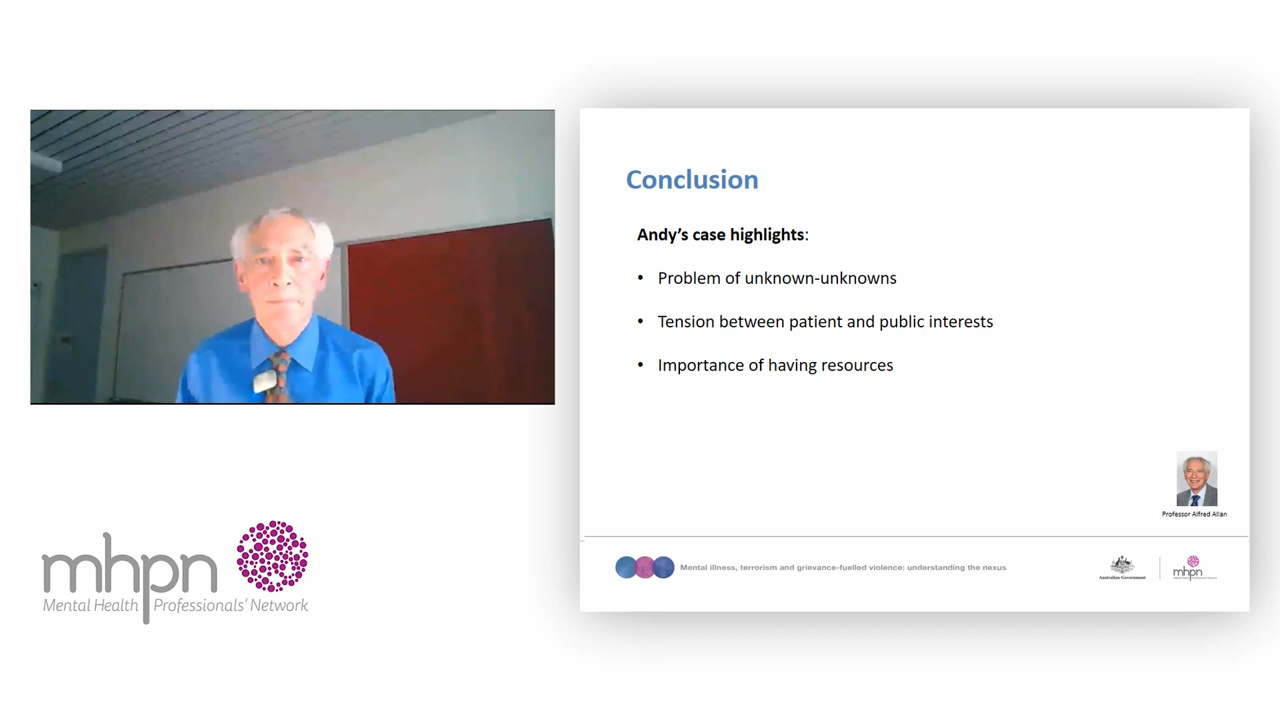 Conclusion
Andy's case highlights:
• Problem of unknown-unknowns
• Tension between patient and public interests
• Importance of having resources
Professor Alfred Allan
Mental illness, terrorism and grievance-fuelled violence: understanding the nexus
Australian Government
mhpn
mhpn
Mental Health Professionals' Network